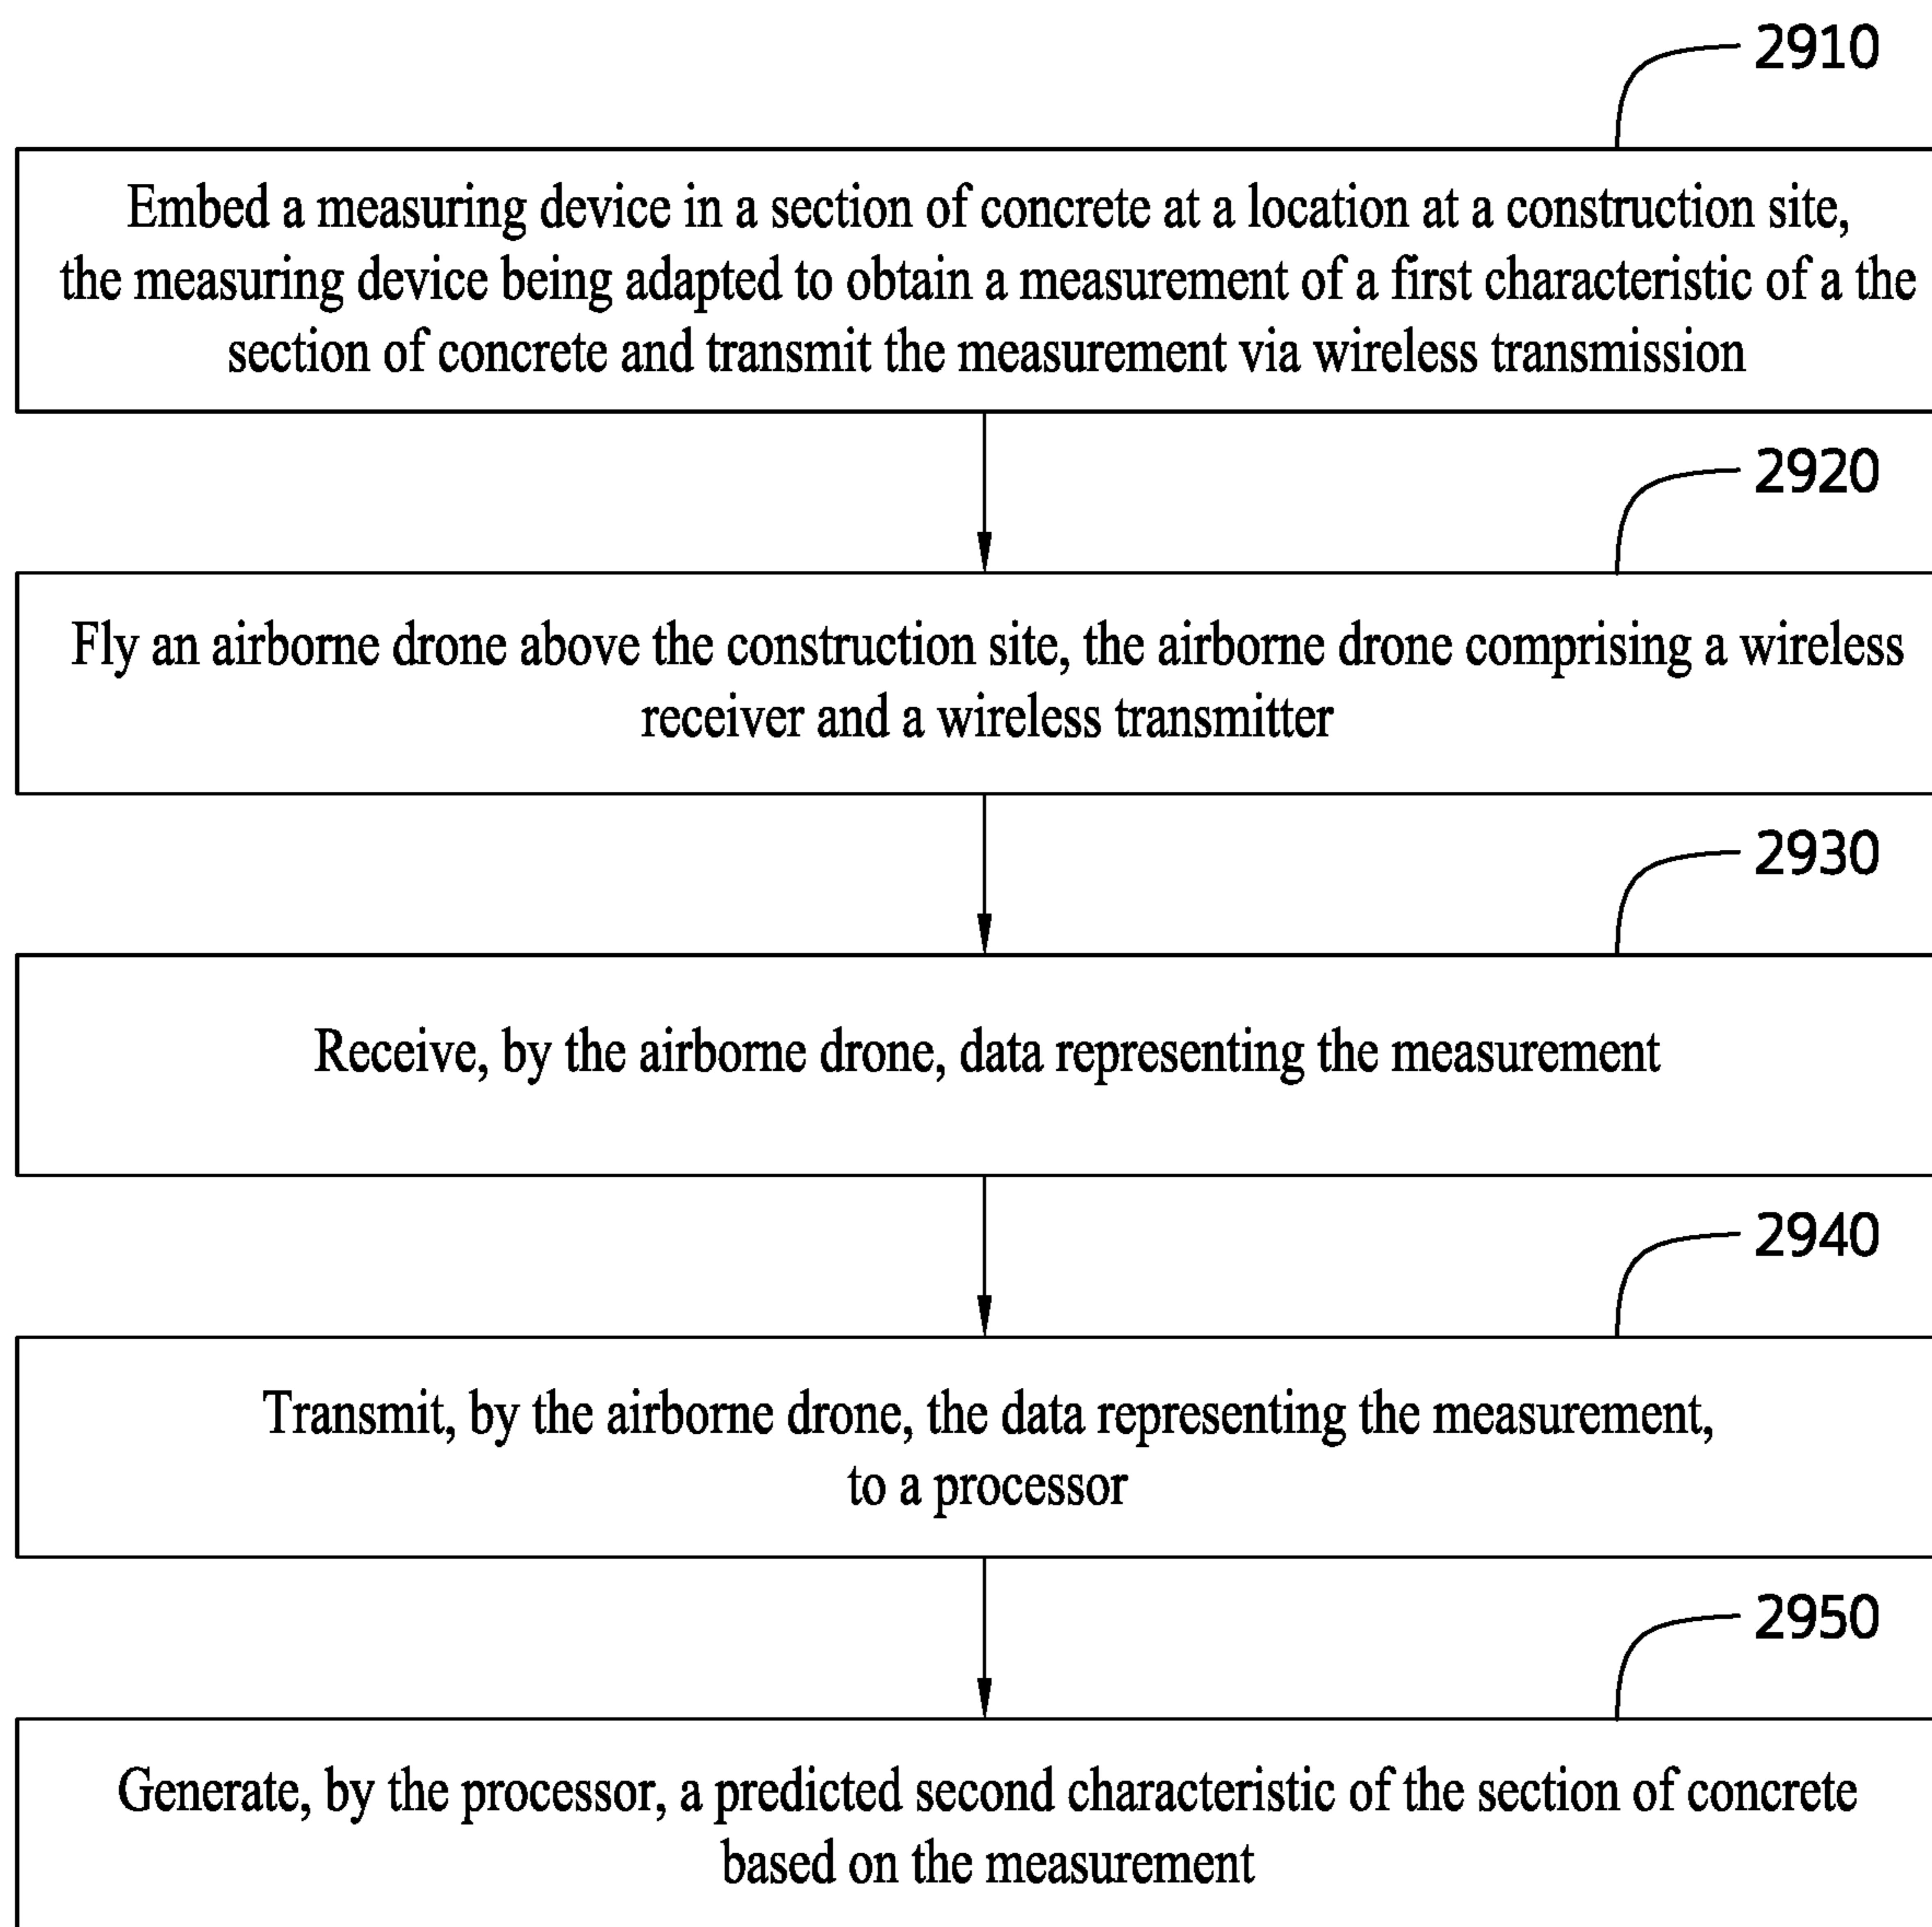 2910
Embed a measuring device in a section of concrete at a location at a construction site,
the measuring device being adapted to obtain a measurement of a first characteristic of a the
section of concrete and transmit the measurement via wireless transmission
2920
Fly an airborne drone above the construction site, the airborne drone comprising a wireless
receiver and a wireless transmitter
2930
Receive, by the airborne drone, data representing the measurement
2940
Transmit, by the airborne drone, the data representing the measurement,
to a processor
2950
Generate, by the processor, a predicted second characteristic of the section of concrete
based on the measurement